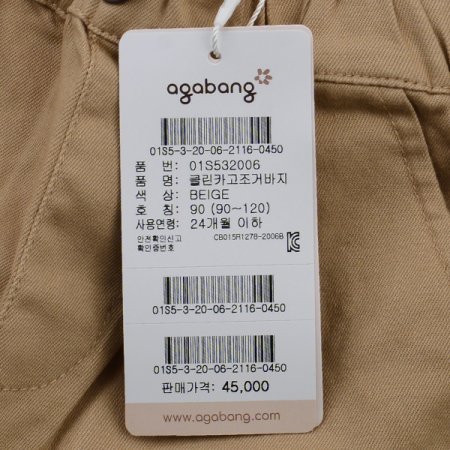 agabang
01S5-3-20-06-2116-0450
품 번: 01S532006
품 명: 클린카고조거바지
색 상: BEIGE
호 칭: 90 (90~120)
사용연령: 24개월 이하
안전확인신고
확인증번호 CB015R1278-2006B
01S5-3-20-06-2116-0450
01S5-3-20-06-2116-0450
판매가격: 45,000
www.agabang.com